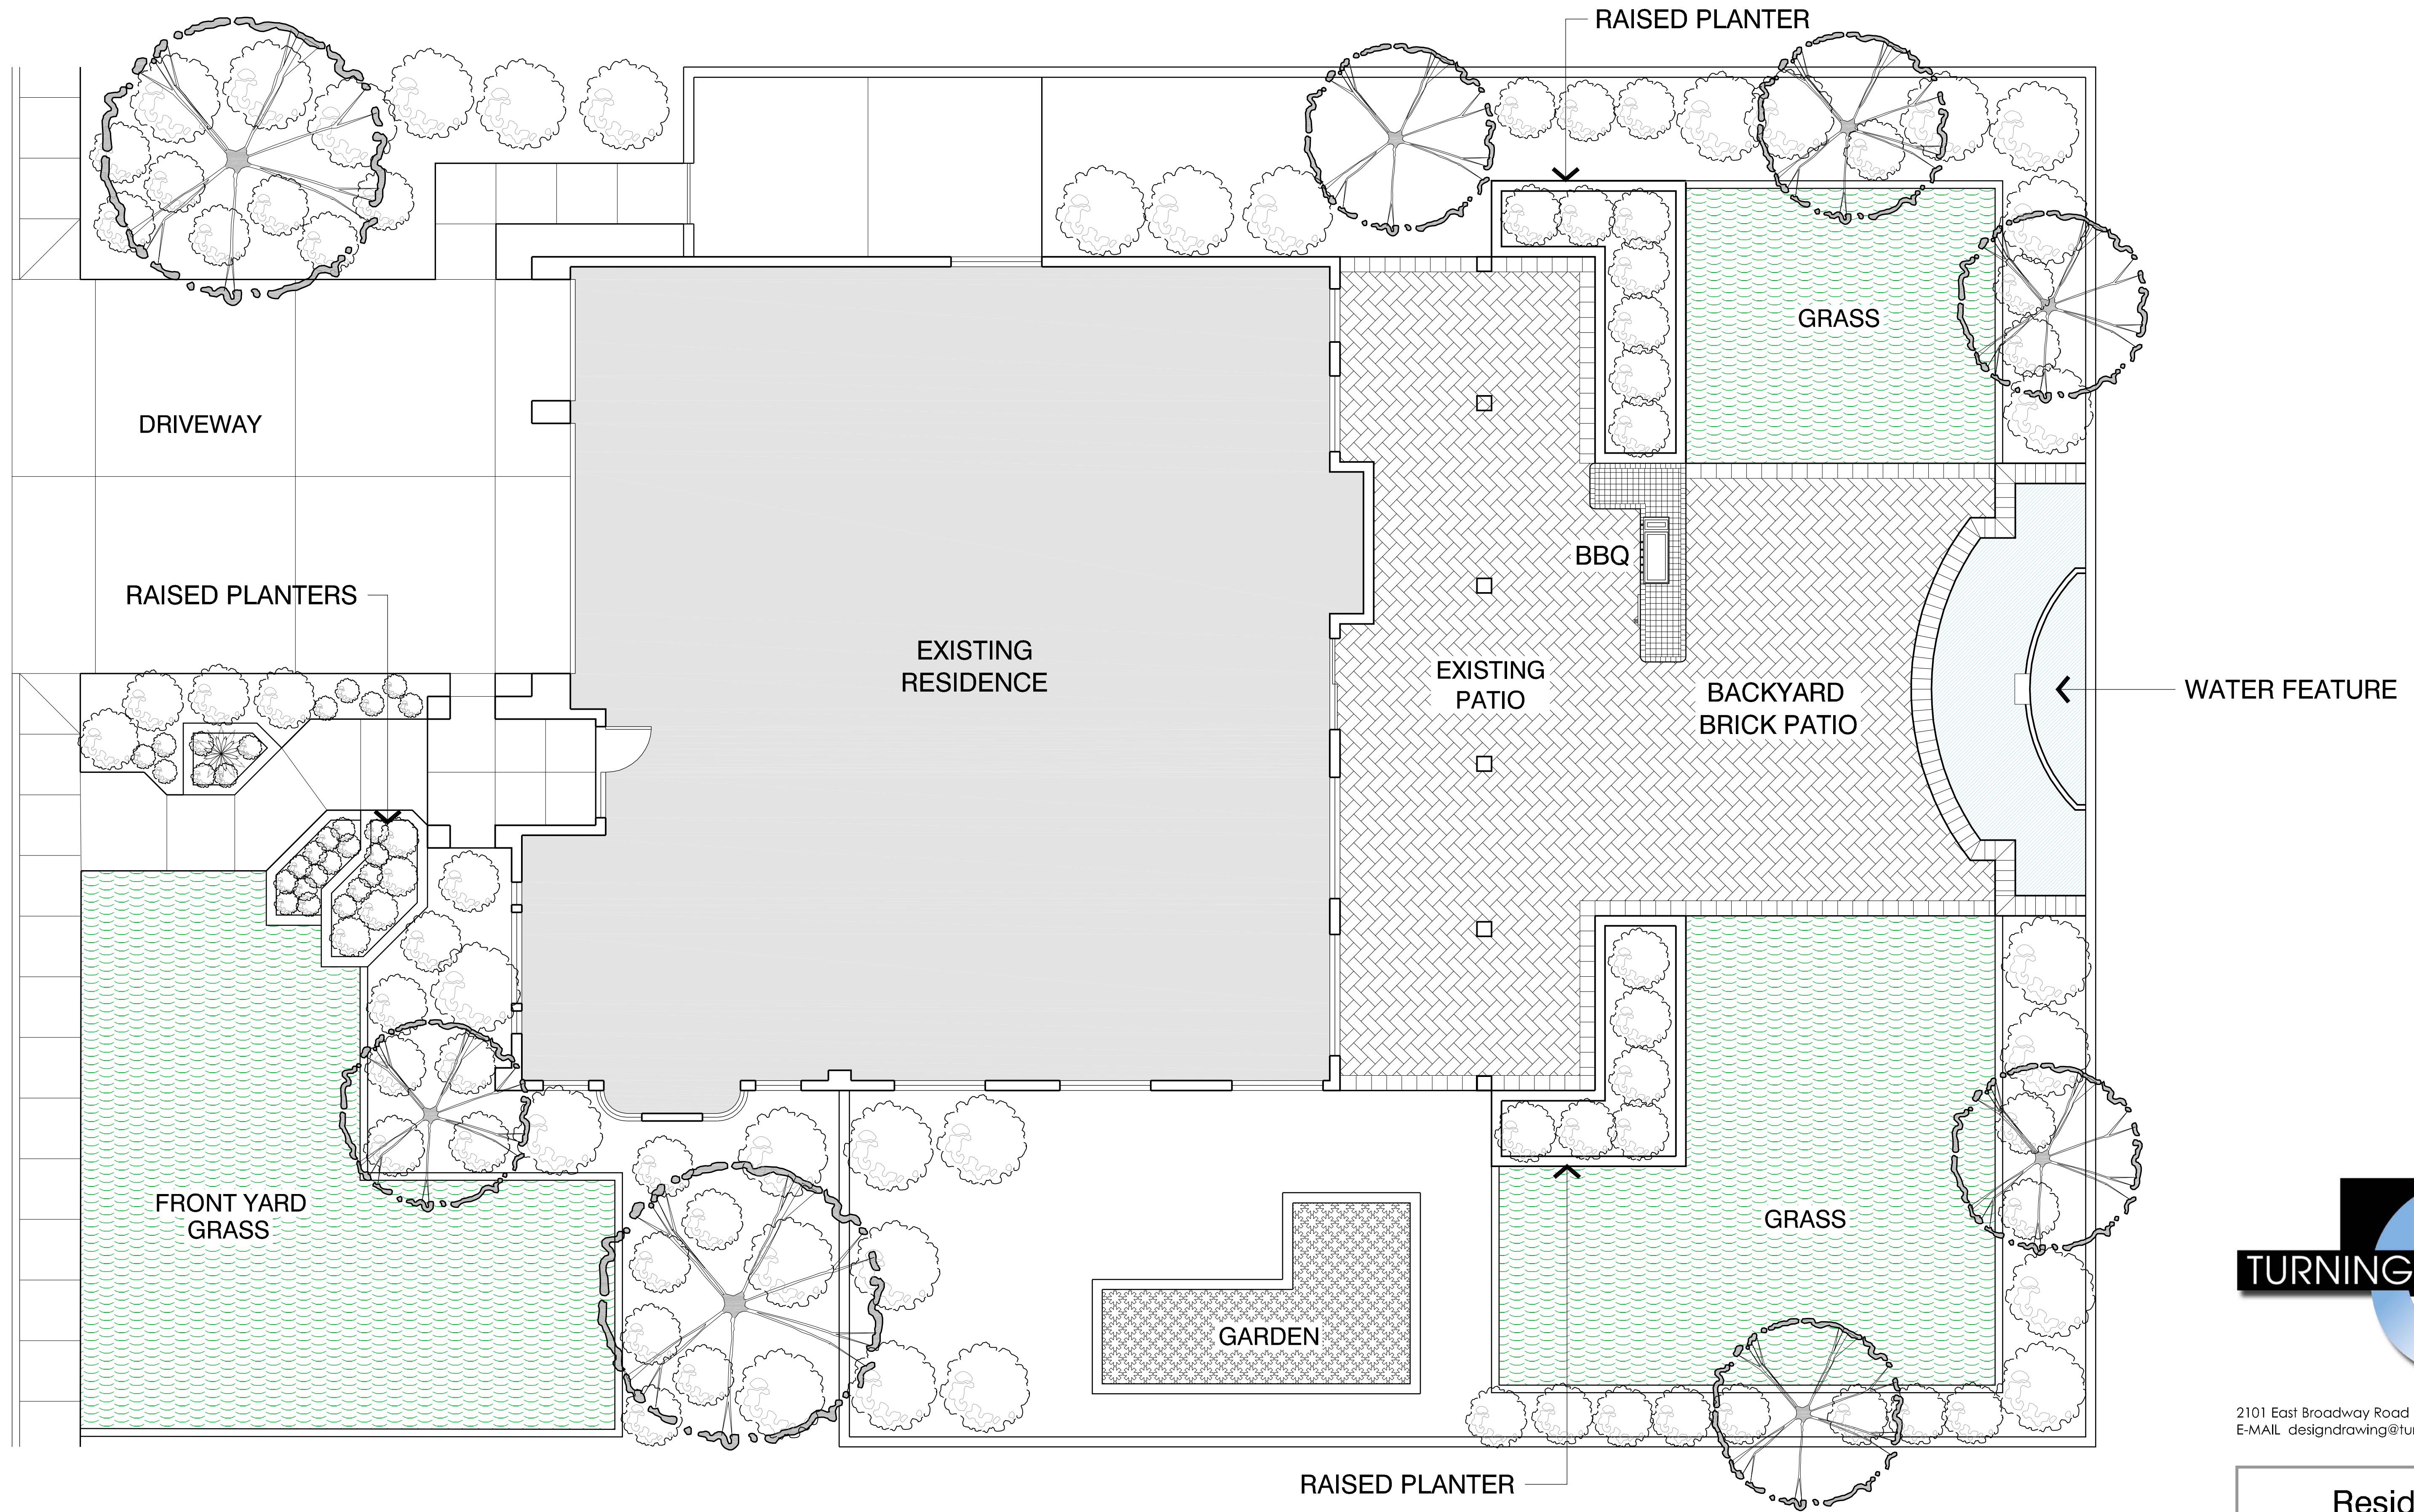 RAISED PLANTER
GRASS
DRIVEWAY
BBQ
RAISED PLANTERS
EXISTING
RESIDENCE
EXISTING
PATIO
BACKYARD
BRICK PATIO
WATER FEATURE
FRONT YARD
GRASS
GRASS
GARDEN
TURNING
2101 East Broadway Road
E-MAIL designdrawing@tu
RAISED PLANTER
Resid